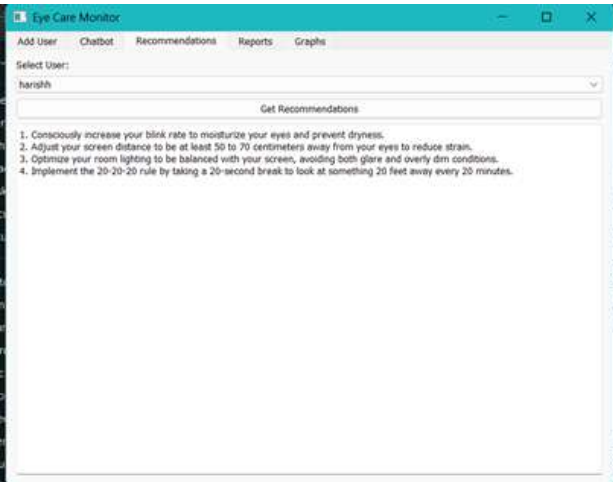 Eye Care Monitor
Add User Chatbot Recommendations Reports Graphs
Select User:
harishh
Get Recommendations
1. Consciously increase your blink rate to moisturize your eyes and prevent dryness.
2. Adjust your screen distance to be at least 50 to 70 centimeters away from your eyes to reduce strain.
3. Optimize your room lighting to be balanced with your screen, avoiding both glare and overly dim conditions.
4. Implement the 20-20-20 rule by taking a 20-second break to look at something 20 feet away every 20 minutes.